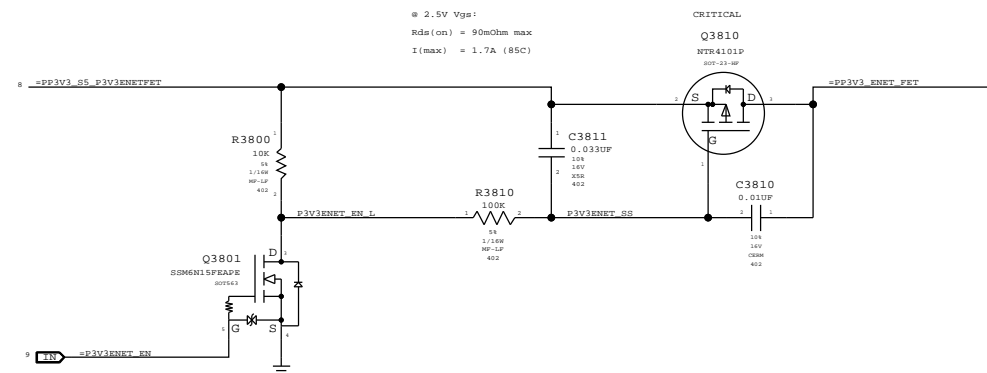 @ 2.5V Vgs:
Rds(on) = 90mOhm max
I(max) = 1.7A (85C)
CRITICAL
Q3810
NTR4101P
SOT-23-HF
8
=PP3V3_S5_P3V3ENETFET
=PP3V3_ENET_FET
2
S
D
3
G
1
R3800
10K
5%
1/16W
MF-LF
402
1
2
C3811
0.033UF
10%
16V
X5R
402
1
2
R3810
100K
5%
1/16W
MF-LF
402
1
2
C3810
0.01UF
10%
16V
CERM
402
2
1
P3V3ENET_EN_L
P3V3ENET_SS
Q3801
SSM6N15FEAPE
SOT563
D
3
5
G
S
4
9
IN
=P3V3ENET_EN